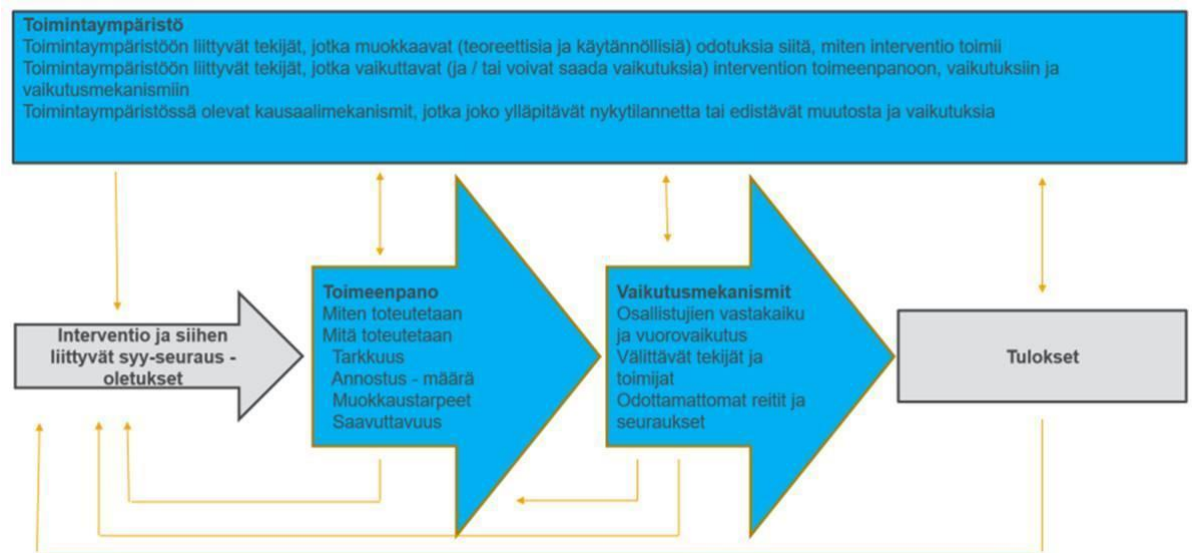 Toimintaympäristö
Toimintaympäristöön liittyvät tekijät, jotka muokkaavat (teoreettisia ja käytännöllisiä) odotuksia siitä, miten interventio toimii
Toimintaympäristöön liittyvät tekijät, jotka vaikuttavat (ja / tai voivat saada vaikutuksia) intervention toimeenpanoon, vaikutuksiin ja
vaikutusmekanismiin
Toimintaympäristössä olevat kausaalimekanismit, jotka joko ylläpitävät nykytilannetta tai edistävät muutosta ja vaikutuksia
Interventio ja siihen
liittyvät syy-seuraus -
oletukset
Toimeenpano
Miten toteutetaan
Mitä toteutetaan
Tarkkuus
Annostus - määrä
Muokkaustarpeet
Saavuttavuus
Vaikutusmekanismit
Osallistujien vastakaiku
ja vuorovaikutus
Välittävät tekijät ja
toimijat
Odottamattomat reitit ja
seuraukset
Tulokset